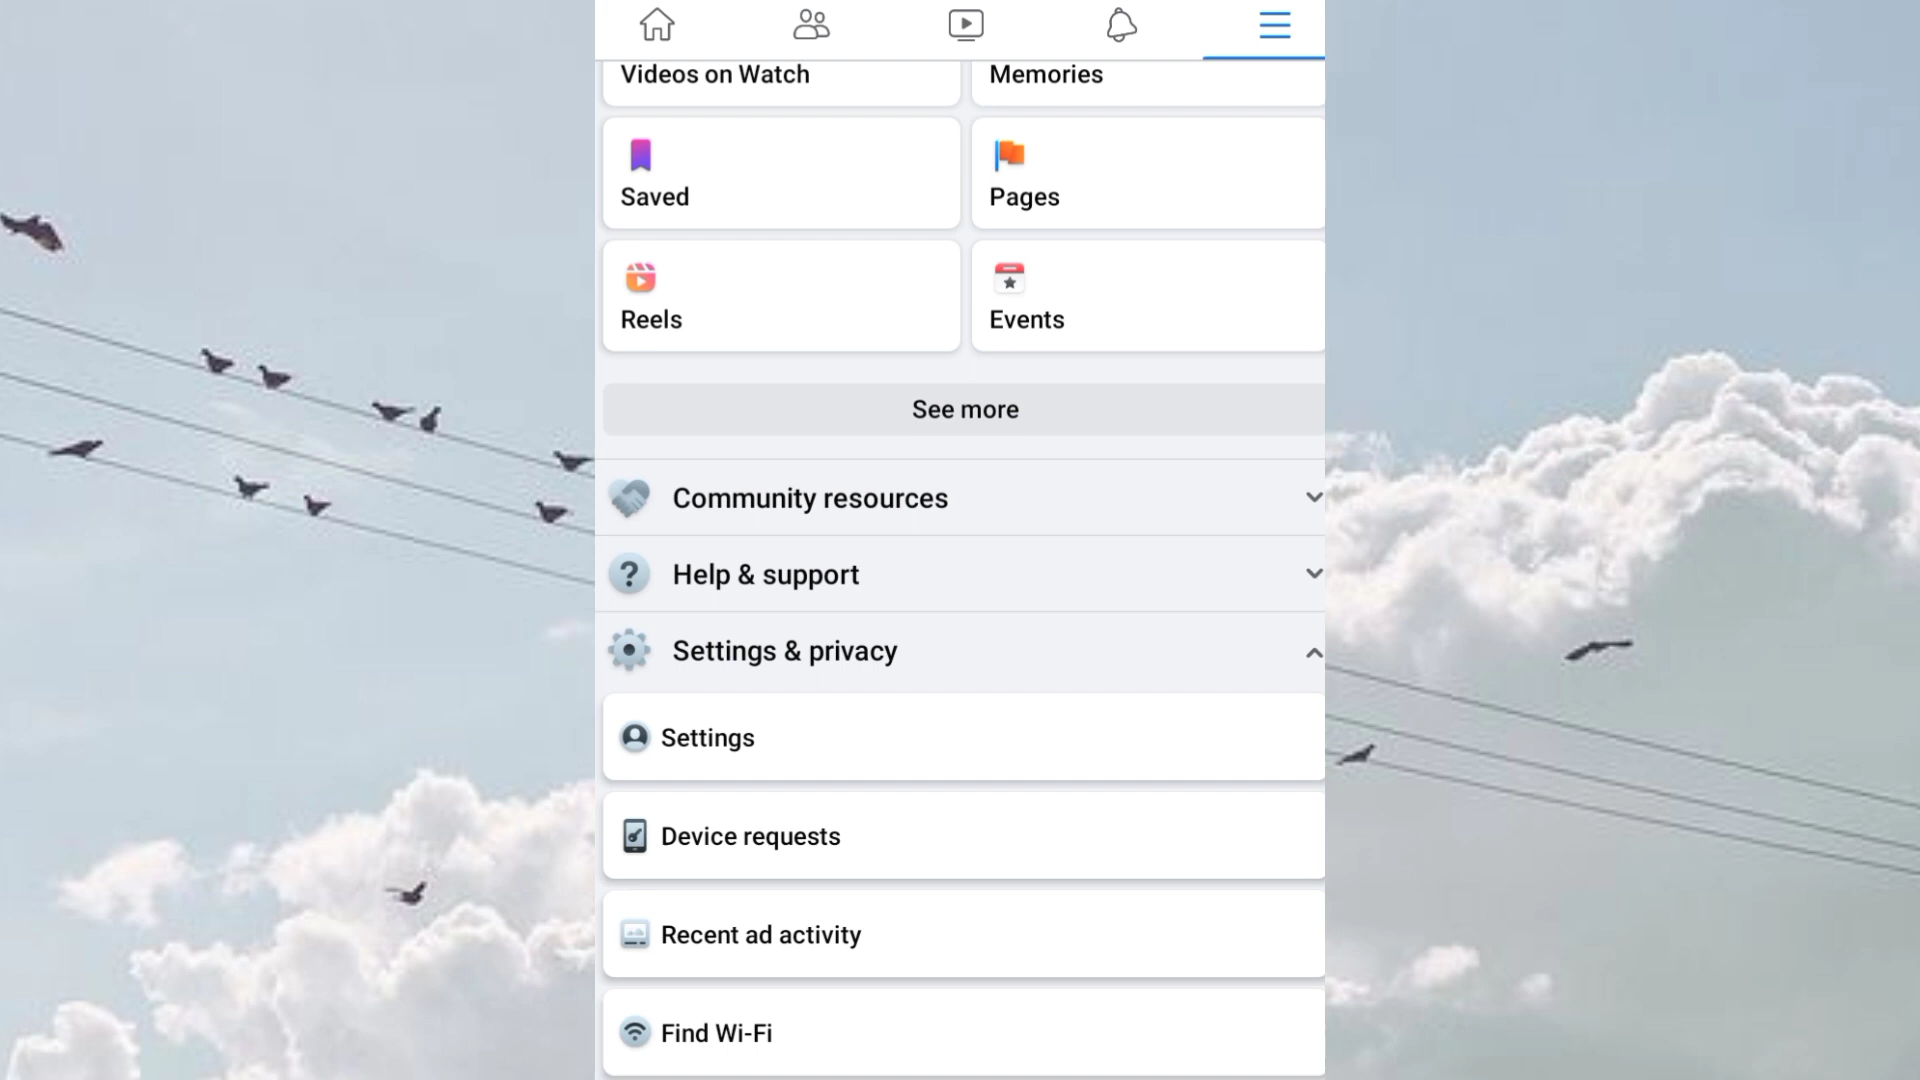 Videos on Watch
Memories
Saved
Pages
Reels
Events
See more
Community resources
Help & support
Settings & privacy
Settings
Device requests
Recent ad activity
Find Wi-Fi